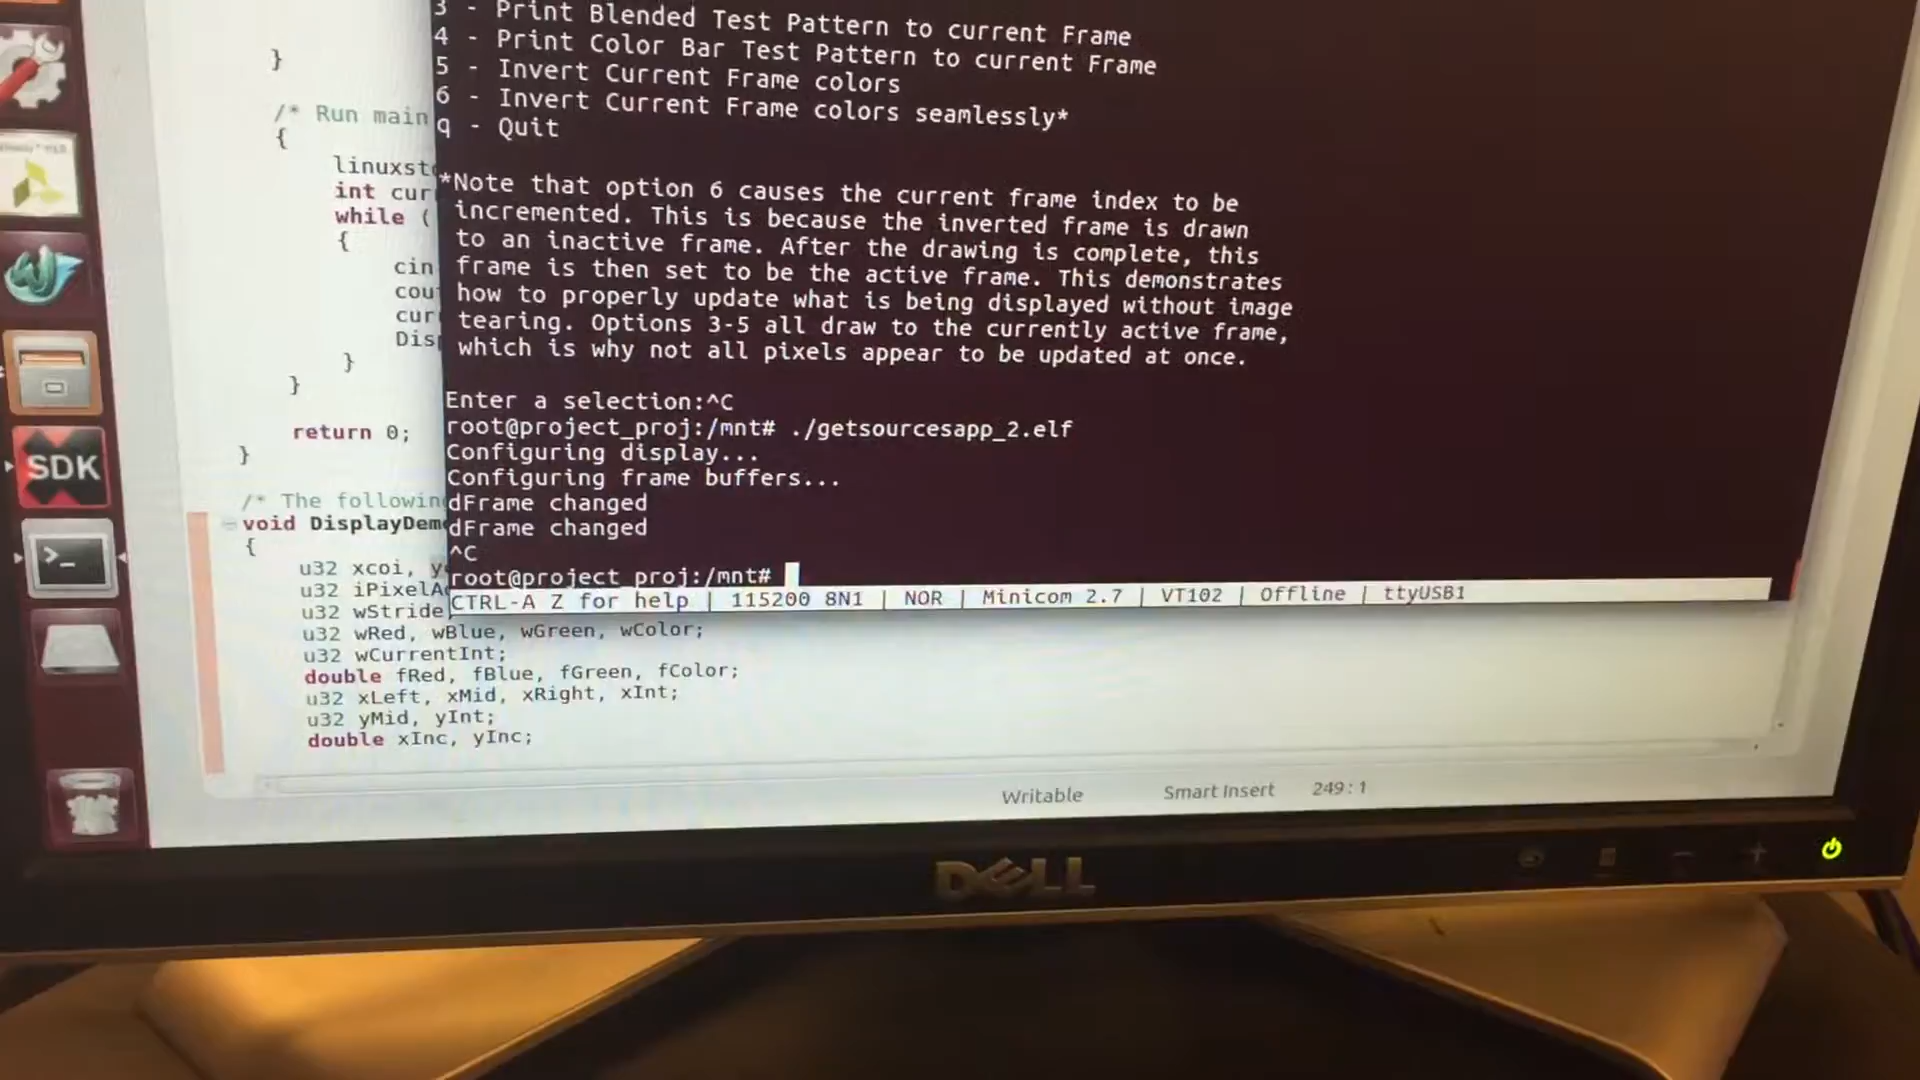 3 - Print Blended Test Pattern to current Frame
4 - Print Color Bar Test Pattern to current Frame
5 - Invert Current Frame colors
6 - Invert Current Frame colors seamlessly*
q - Quit
*Note that option 6 causes the current frame index to be
incremented. This is because the inverted frame is drawn
to an inactive frame. After the drawing is complete, this
frame is then set to be the active frame. This demonstrates
how to properly update what is being displayed without image
tearing. Options 3-5 all draw to the currently active frame,
which is why not all pixels appear to be updated at once.
Enter a selection:^C
root@project_proj:/mnt# ./getsourcesapp_2.elf
Configuring display...
Configuring frame buffers...
dFrame changed
dFrame changed
^C
root@project_proj:/mnt#
CTRL-A Z for help | 115200 8N1 | NOR | Minicom 2.7 | VT102 | Offline | ttyUSB1
}
/* Run main
{
linuxst
int cur
while (
{
cin
cou
cur
Dis
}
}
return 0;
}
/* The followin
void DisplayDem
{
u32 xcoi, y
u32 iPixelA
u32 wStride
u32 wRed, wBlue, wGreen, wColor;
u32 wCurrentInt;
double fRed, fBlue, fGreen, fColor;
u32 xLeft, xMid, xRight, xInt;
u32 yMid, yInt;
double xInc, yInc;
Writable Smart Insert 249:1
SDK
>_
DELL